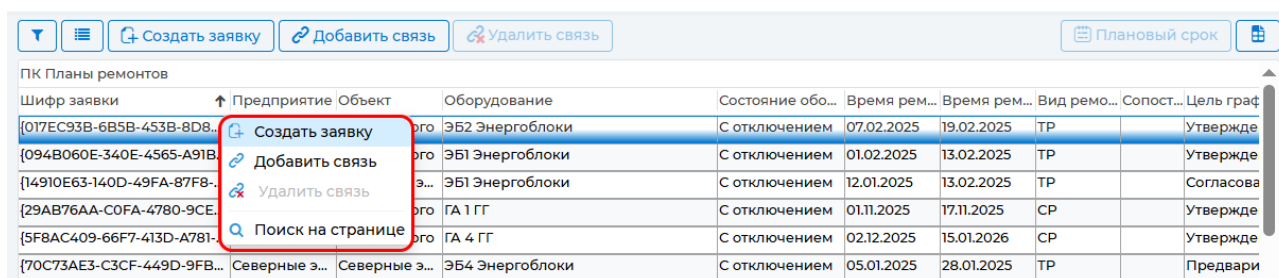 Создать заявку Добавить связь Удалить связь Плановый срок
ПК Планы ремонтов
Шифр заявки Предприятие Объект Оборудование Состояние обо... Время рем... Время рем... Вид ремо... Сопост... Цель граф
{017EC93B-6B5B-453B-8D8... ого ЭБ2 Энергоблоки С отключением 07.02.2025 19.02.2025 ТР Утвержде
Создать заявку
{094B060E-340E-4565-A91B... ого ЭБ1 Энергоблоки С отключением 01.02.2025 13.02.2025 ТР Утвержде
Добавить связь
{14910E63-140D-49FA-87F8-... э... ЭБ1 Энергоблоки С отключением 12.01.2025 13.02.2025 ТР Согласова
Удалить связь
{29AB76AA-C0FA-4780-9CE... ого ГА 1 ГГ С отключением 01.11.2025 17.11.2025 СР Утвержде
Поиск на странице
{5F8AC409-66F7-413D-A781-... ого ГА 4 ГГ С отключением 02.12.2025 15.01.2026 СР Утвержде
{70C73AE3-C3CF-449D-9FB... Северные э... Северные э... ЭБ4 Энергоблоки С отключением 05.01.2025 28.01.2025 ТР Предвари